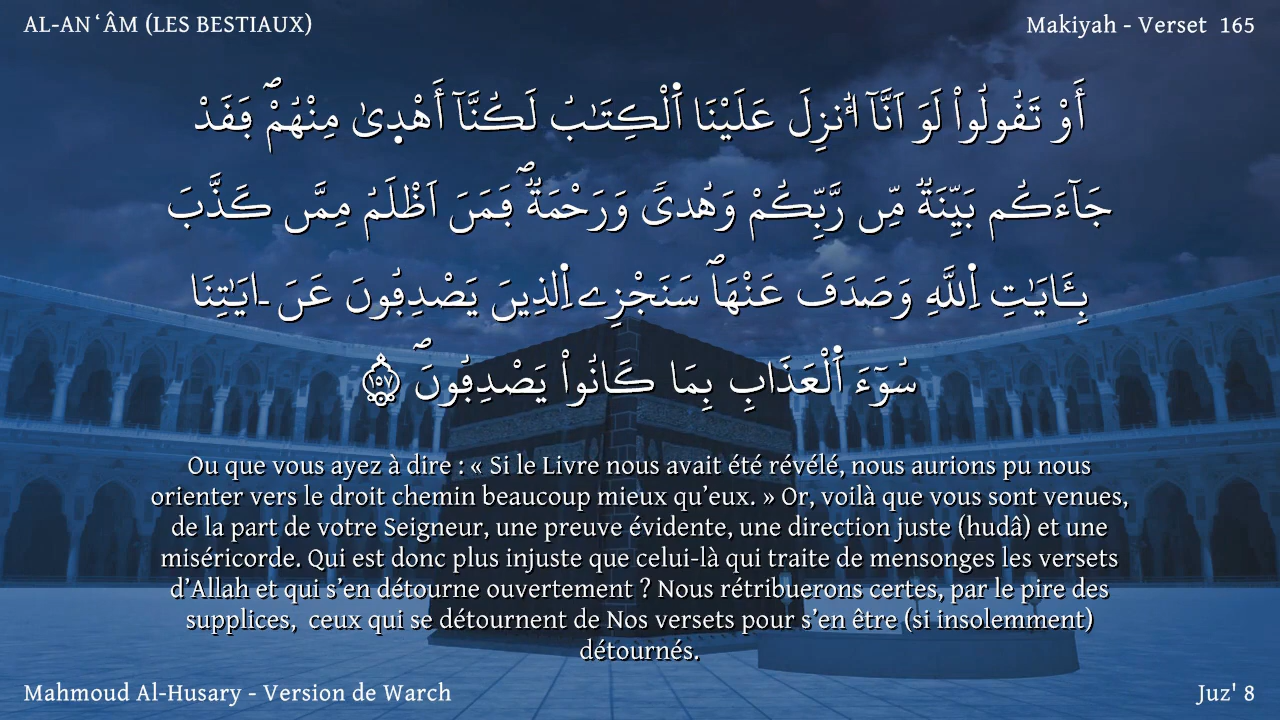 AL-ANʿÂM (LES BESTIAUX)
Makiyah - Verset 165
أَوْ تَقُولُواْ لَوَ اَنَّآ أُنزِلَ عَلَيْنَا اَ۬لْكِتَٰبُ لَكُنَّآ أَهْد۪ىٰ مِنْهُمْۖ فَقَدْ
جَآءَكُم بَيِّنَةٞ مِّن رَّبِّكُمْ وَهُدىٗ وَرَحْمَةٞۖ فَمَنَ اَظْلَمُ مِمَّن كَذَّبَ
بِـَٔايَٰتِ اِ۬للَّهِ وَصَدَفَ عَنْهَاۖ سَنَجْزِے اِ۬لذِينَ يَصْدِفُونَ عَنَ ـايَٰتِنَا
سُوٓءَ اَ۬لْعَذَابِ بِمَا كَانُواْ يَصْدِفُونَۖ ١٥٧
Ou que vous ayez à dire : « Si le Livre nous avait été révélé, nous aurions pu nous
orienter vers le droit chemin beaucoup mieux qu’eux. » Or, voilà que vous sont venues,
de la part de votre Seigneur, une preuve évidente, une direction juste (hudâ) et une
miséricorde. Qui est donc plus injuste que celui-là qui traite de mensonges les versets
d’Allah et qui s’en détourne ouvertement ? Nous rétribuerons certes, par le pire des
supplices,  ceux qui se détournent de Nos versets pour s’en être (si insolemment)
détournés.
Mahmoud Al-Husary - Version de Warch
Juz' 8